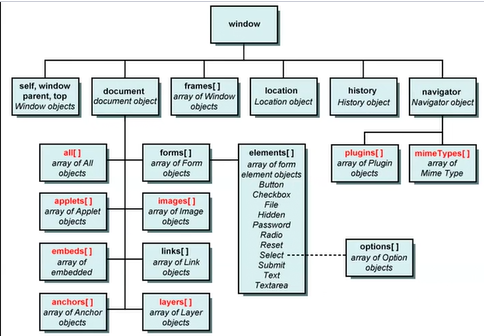 window
self, window
parent, top
Window objects
document
document object
frames[ ]
array of Window
objects
location
Location object
history
History object
navigator
Navigator object
all[ ]
array of All
objects
forms[ ]
array of Form
objects
elements[ ]
array of form
element objects
Button
Checkbox
File
Hidden
Password
Radio
Reset
Select
Submit
Text
Textarea
plugins[ ]
array of Plugin
objects
mimeTypes[ ]
array of
Mime Type
applets[ ]
array of Applet
objects
images[ ]
array of Image
objects
embeds[ ]
array of
embedded
links[ ]
array of Link
objects
options[ ]
array of Option
objects
anchors[ ]
array of Anchor
objects
layers[ ]
array of Layer
objects